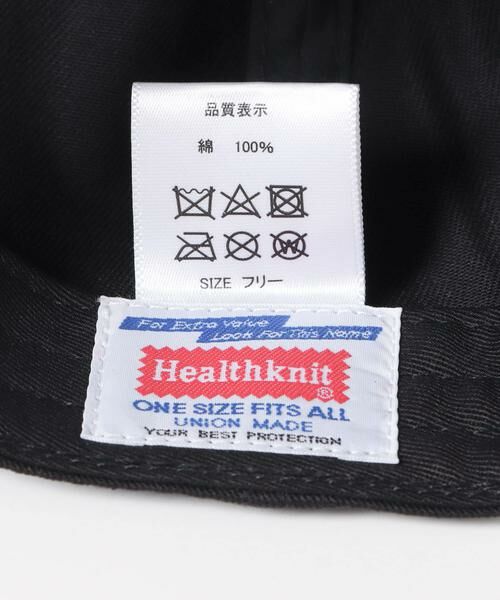 品質表示
綿 100%
W
SIZE フリー
For Extra Value
Look For This Name
Healthknit®
ONE SIZE FITS ALL
UNION MADE
YOUR BEST PROTECTION